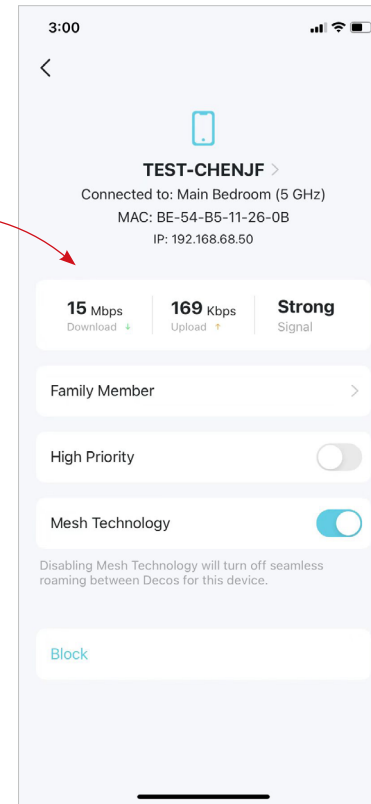 3:00
TEST-CHENJF
Connected to: Main Bedroom (5 GHz)
MAC: BE-54-B5-11-26-0B
IP: 192.168.68.50
15 Mbps 169 Kbps Strong
Download ↓ Upload ↑ Signal
Family Member
High Priority
Mesh Technology
Disabling Mesh Technology will turn off seamless
roaming between Decos for this device.
Block